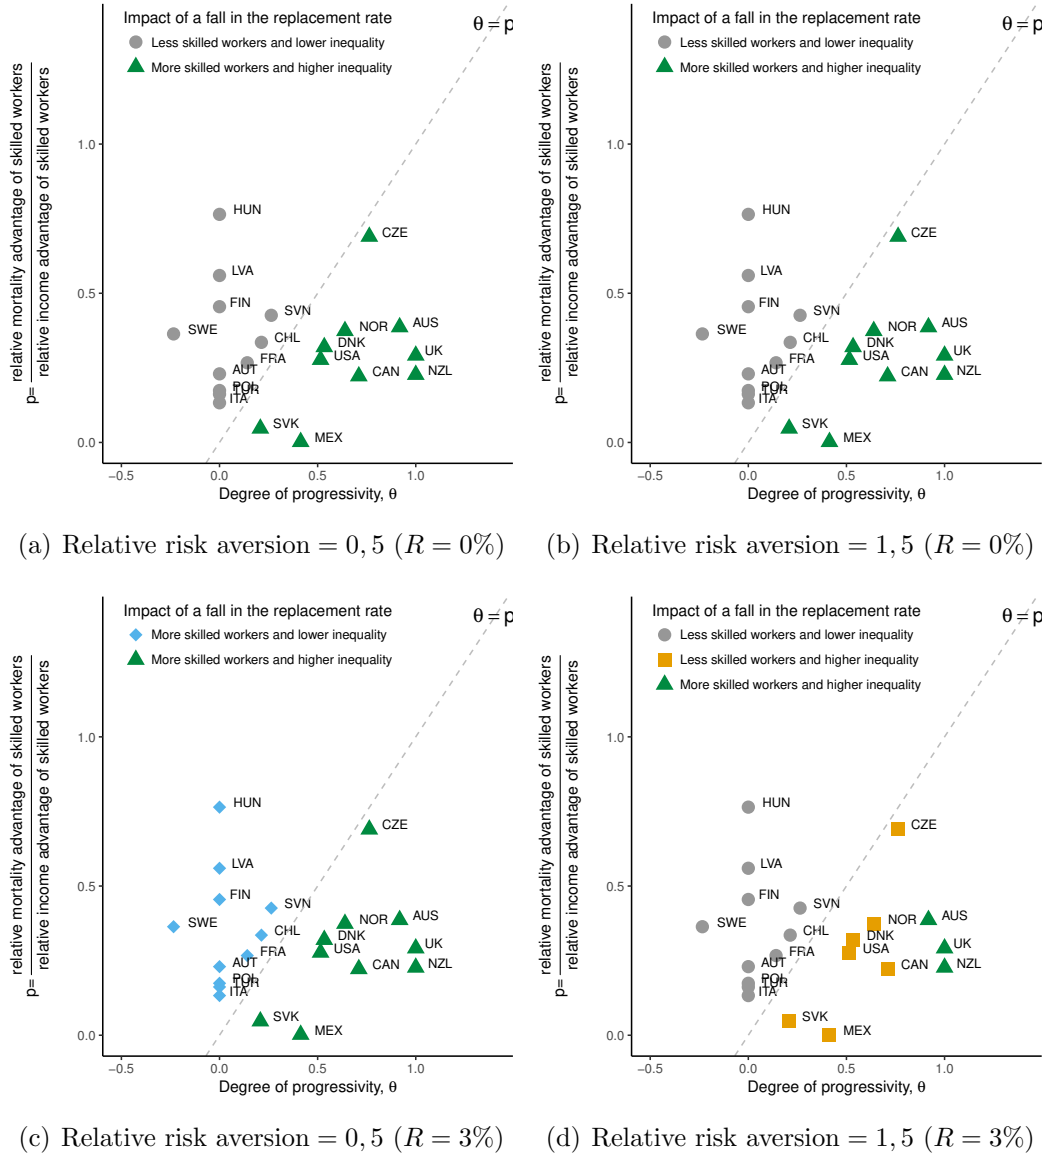 Impact of a fall in the replacement rate
Less skilled workers and lower inequality
More skilled workers and higher inequality
θ = p
p= relative mortality advantage of skilled workers
relative income advantage of skilled workers
1.0
0.5
0.0
HUN
CZE
LVA
FIN
SVN
SWE
CHL
NOR
AUS
DNK
USA
UK
FRA
AUT
CAN
NZL
POL
TUR
ITA
SVK
MEX
−0.5 0.0 0.5 1.0
Degree of progressivity, θ
(a) Relative risk aversion = 0, 5 (R = 0%)
Impact of a fall in the replacement rate
Less skilled workers and lower inequality
More skilled workers and higher inequality
θ = p
p= relative mortality advantage of skilled workers
relative income advantage of skilled workers
1.0
0.5
0.0
HUN
CZE
LVA
FIN
SVN
SWE
CHL
NOR
AUS
DNK
USA
UK
FRA
AUT
CAN
NZL
POL
TUR
ITA
SVK
MEX
−0.5 0.0 0.5 1.0
Degree of progressivity, θ
(b) Relative risk aversion = 1, 5 (R = 0%)
Impact of a fall in the replacement rate
More skilled workers and lower inequality
More skilled workers and higher inequality
θ = p
p= relative mortality advantage of skilled workers
relative income advantage of skilled workers
1.0
0.5
0.0
HUN
CZE
LVA
FIN
SVN
SWE
CHL
NOR
AUS
DNK
USA
UK
FRA
AUT
CAN
NZL
POL
TUR
ITA
SVK
MEX
−0.5 0.0 0.5 1.0
Degree of progressivity, θ
(c) Relative risk aversion = 0, 5 (R = 3%)
Impact of a fall in the replacement rate
Less skilled workers and lower inequality
Less skilled workers and higher inequality
More skilled workers and higher inequality
θ = p
p= relative mortality advantage of skilled workers
relative income advantage of skilled workers
1.0
0.5
0.0
HUN
CZE
LVA
FIN
SVN
SWE
CHL
NOR
AUS
DNK
USA
UK
FRA
AUT
CAN
NZL
POL
TUR
ITA
SVK
MEX
−0.5 0.0 0.5 1.0
Degree of progressivity, θ
(d) Relative risk aversion = 1, 5 (R = 3%)